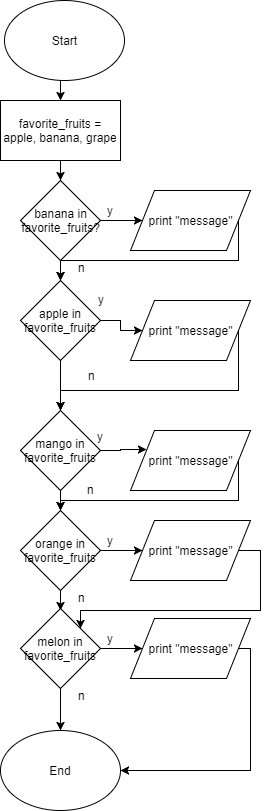 Start
favorite_fruits =
apple, banana, grape
banana in
favorite_fruits?
y
print "message"
n
apple in
favorite_fruits
y
print "message"
n
mango in
favorite_fruits
y
print "message"
n
orange in
favorite_fruits
y
print "message"
n
melon in
favorite_fruits
y
print "message"
n
End